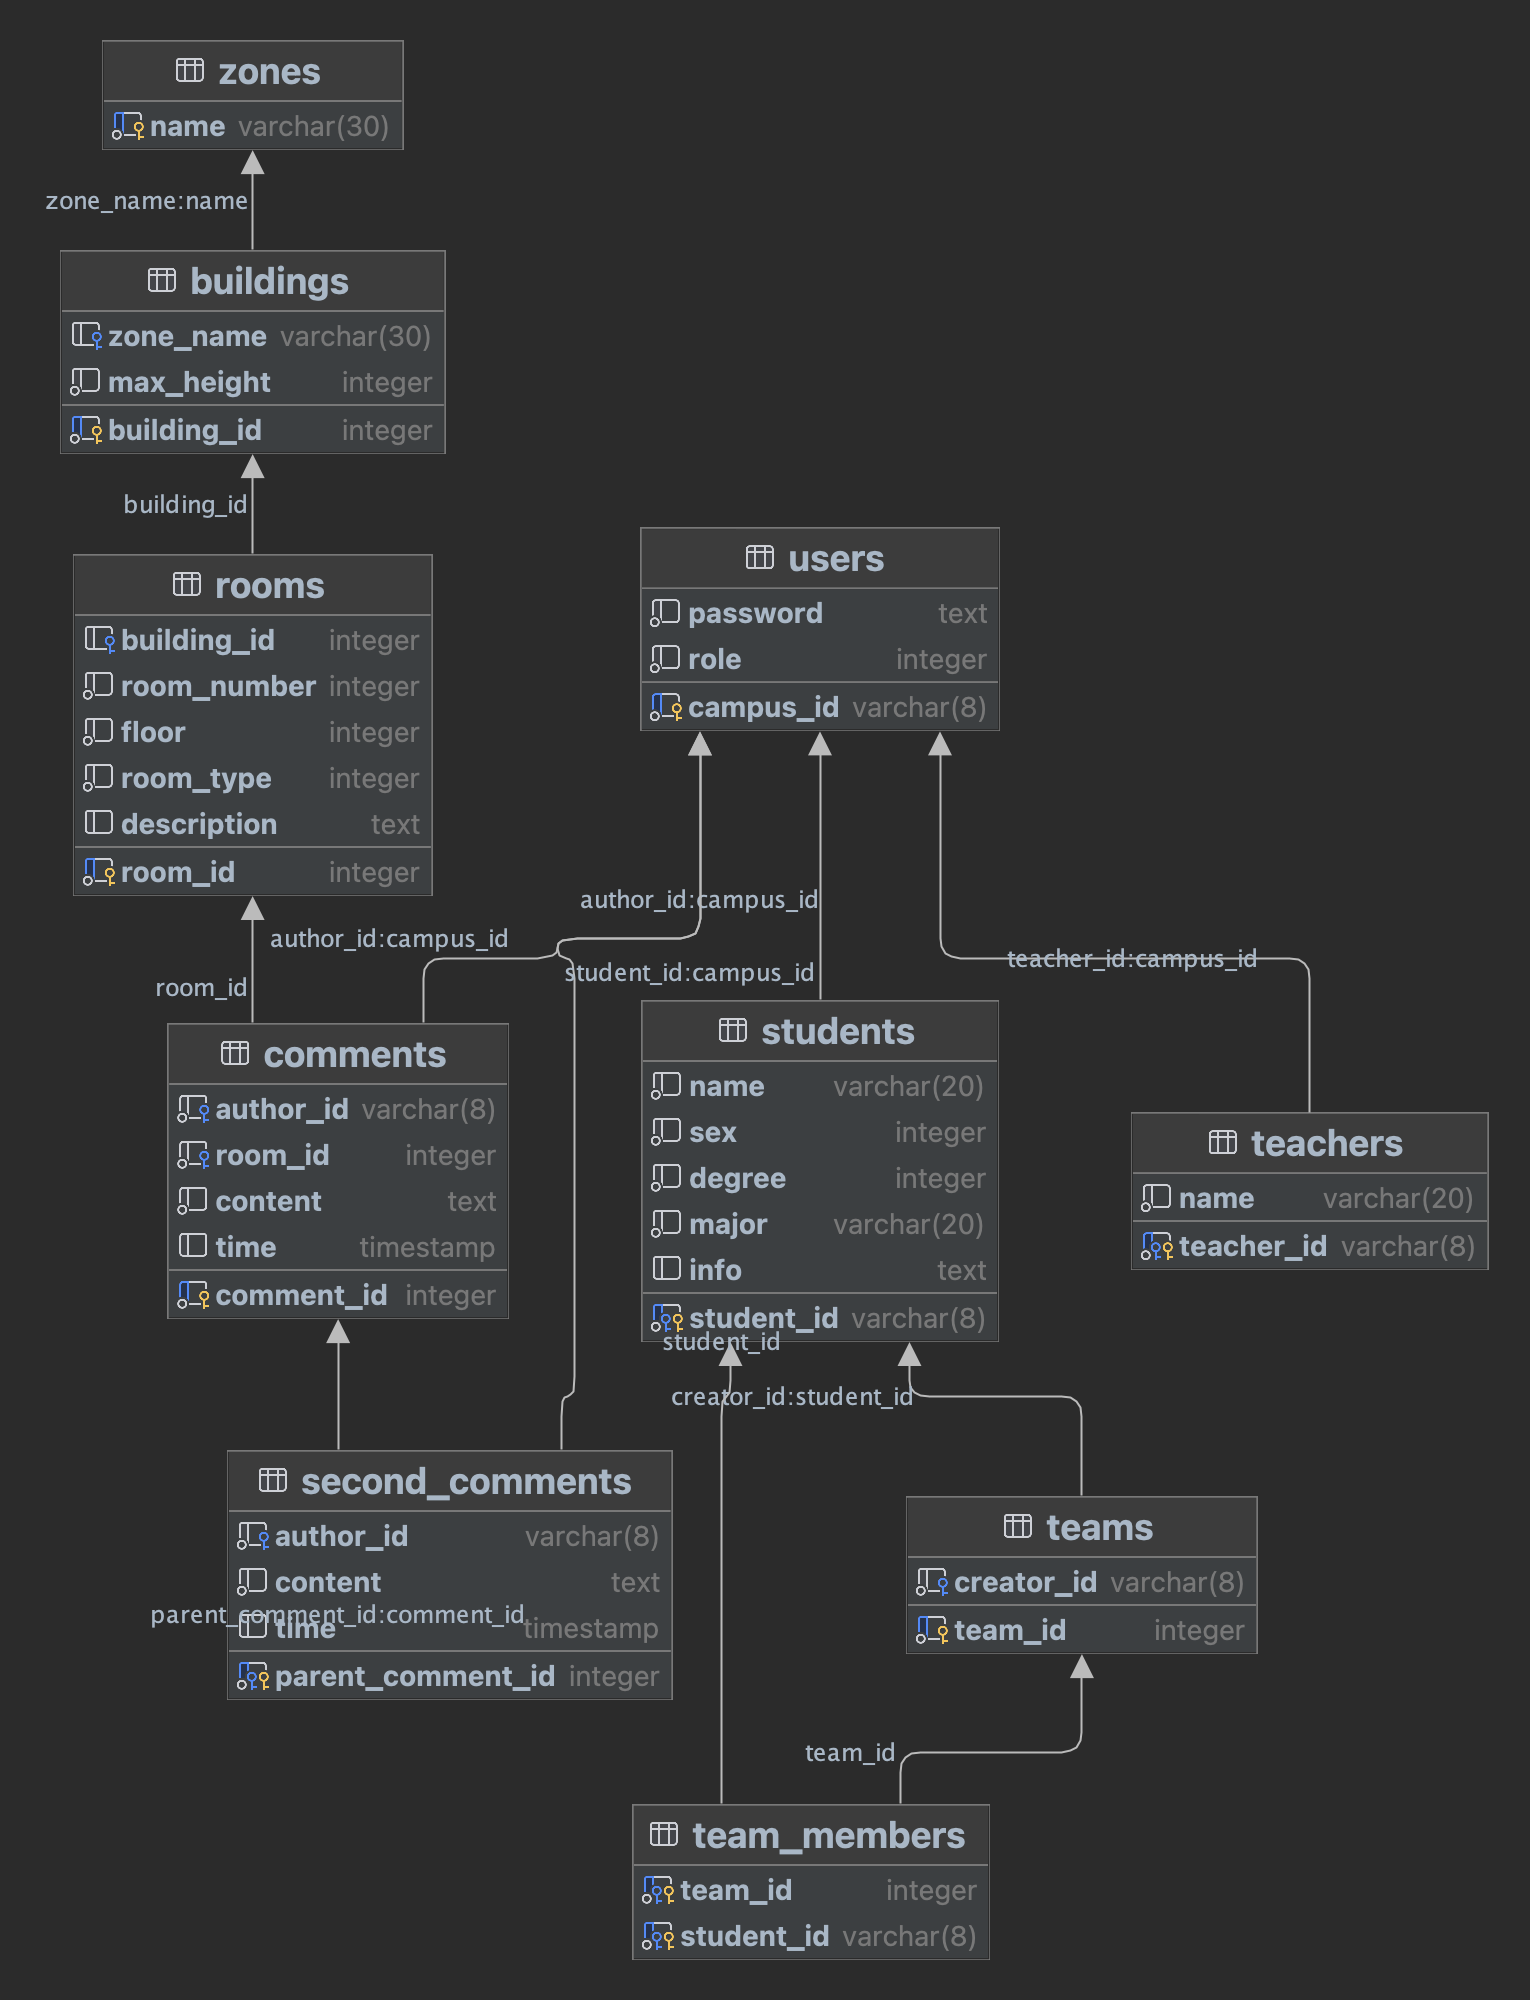 zones
name varchar(30)
zone_name:name
buildings
zone_name varchar(30)
max_height integer
building_id integer
building_id
rooms
building_id integer
room_number integer
floor integer
room_type integer
description text
room_id integer
users
password text
role integer
campus_id varchar(8)
author_id:campus_id
author_id:campus_id
room_id
student_id:campus_id
teacher_id:campus_id
comments
author_id varchar(8)
room_id integer
content text
time timestamp
comment_id integer
students
name varchar(20)
sex integer
degree integer
major varchar(20)
info text
student_id varchar(8)
student_id
teachers
name varchar(20)
teacher_id varchar(8)
creator_id:student_id
second_comments
author_id varchar(8)
content text
parent_comment_id:comment_id
time timestamp
parent_comment_id integer
teams
creator_id varchar(8)
team_id integer
team_id
team_members
team_id integer
student_id varchar(8)